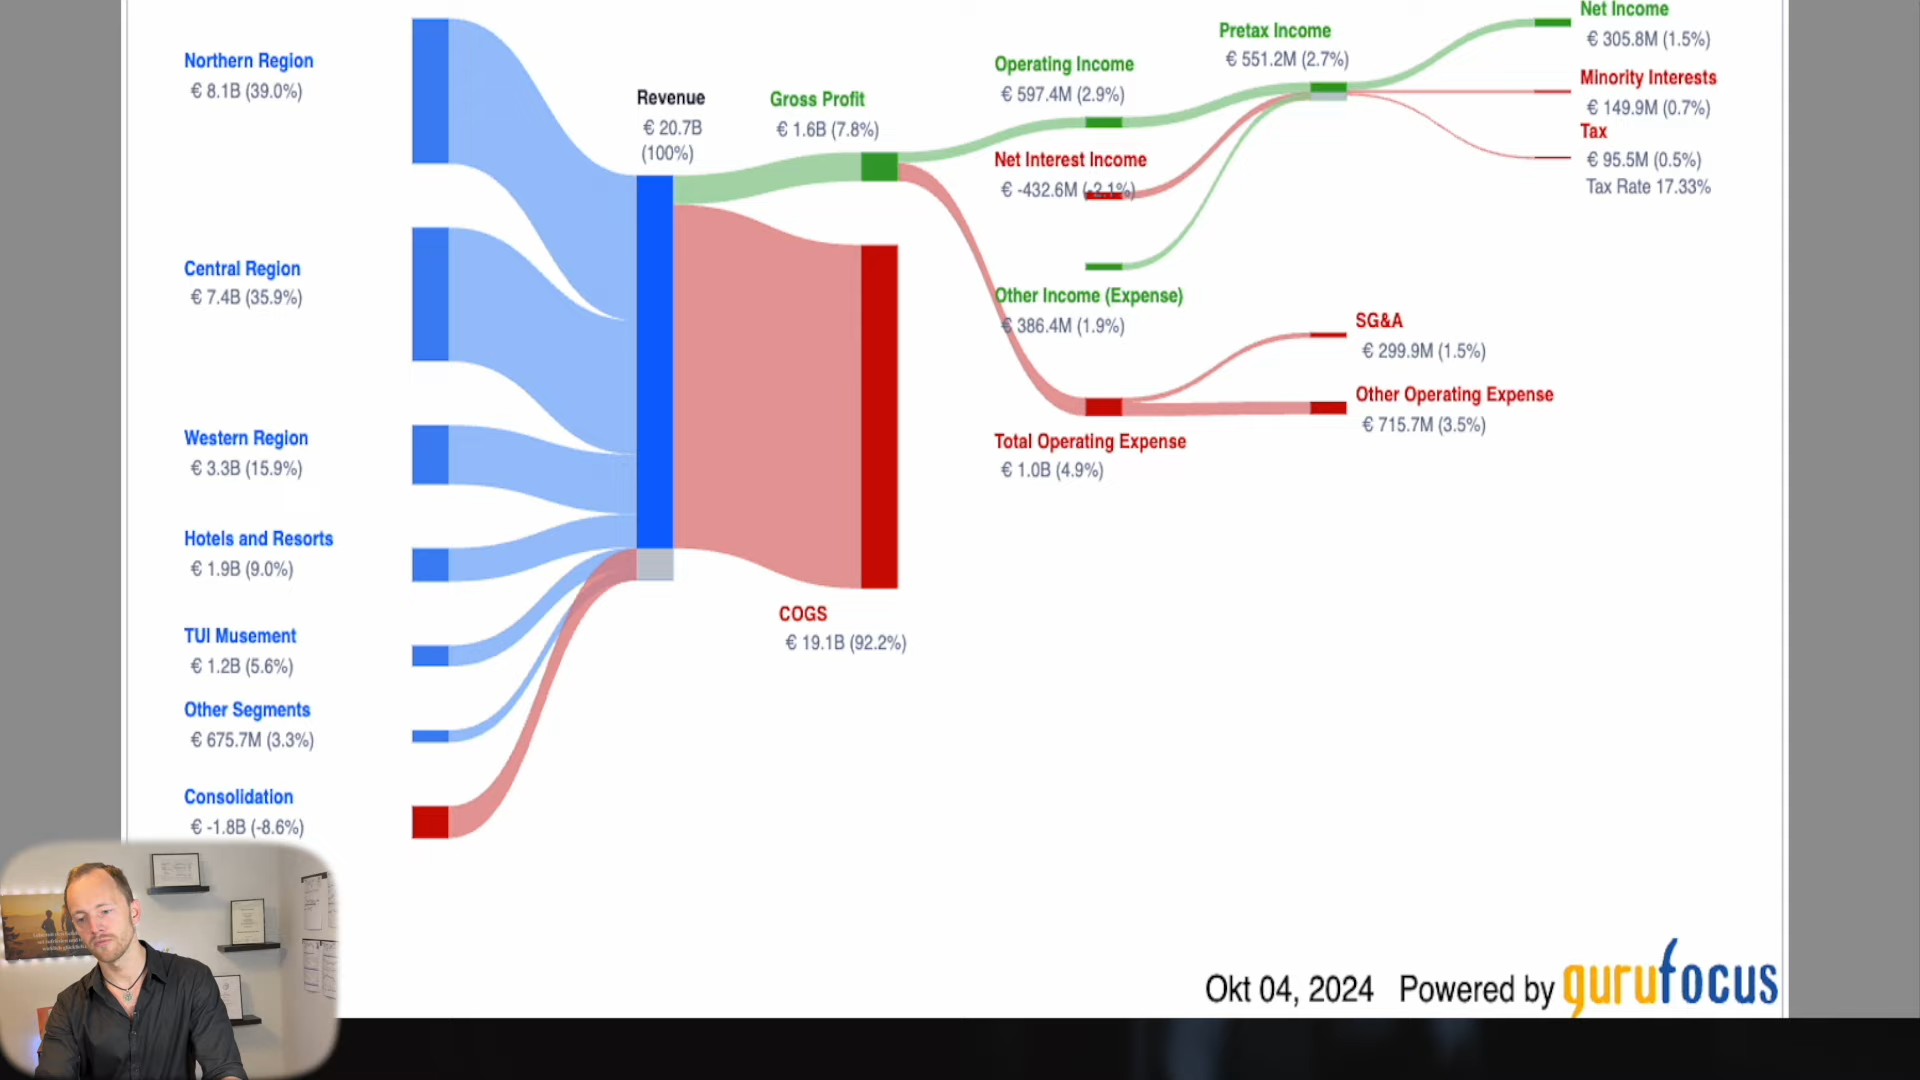 Northern Region
€ 8.1B (39.0%)
Central Region
€ 7.4B (35.9%)
Western Region
€ 3.3B (15.9%)
Hotels and Resorts
€ 1.9B (9.0%)
TUI Musement
€ 1.2B (5.6%)
Other Segments
€ 675.7M (3.3%)
Consolidation
€ -1.8B (-8.6%)
Revenue
€ 20.7B
(100%)
Gross Profit
€ 1.6B (7.8%)
COGS
€ 19.1B (92.2%)
Operating Income
€ 597.4M (2.9%)
Net Interest Income
€ -432.6M (-2.1%)
Other Income (Expense)
€ 386.4M (1.9%)
Total Operating Expense
€ 1.0B (4.9%)
Pretax Income
€ 551.2M (2.7%)
SG&A
€ 299.9M (1.5%)
Other Operating Expense
€ 715.7M (3.5%)
Net Income
€ 305.8M (1.5%)
Minority Interests
€ 149.9M (0.7%)
Tax
€ 95.5M (0.5%)
Tax Rate 17.33%
Okt 04, 2024 Powered by gurufocus